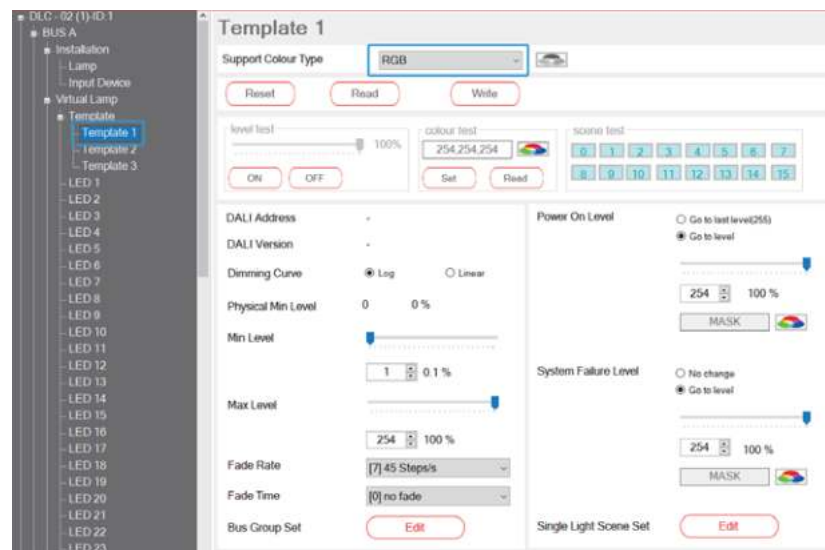 DLC - 02 (1)-ID:1
BUS A
Installation
Lamp
Input Device
Virtual Lamp
Template
Template 1
Template 2
Template 3
LED 1
LED 2
LED 3
LED 4
LED 5
LED 6
LED 7
LED 8
LED 9
LED 10
LED 11
LED 12
LED 13
LED 14
LED 15
LED 16
LED 17
LED 18
LED 19
LED 20
LED 21
LED 22
LED 23
Template 1
Support Colour Type RGB
Reset Read Write
level test colour test scene test
100% 254,254,254 0 1 2 3 4 5 6 7
ON OFF Set Read 8 9 10 11 12 13 14 15
DALI Address -
DALI Version -
Dimming Curve Log Linear
Physical Min Level 0 0 %
Min Level
1 0.1 %
Max Level
254 100 %
Fade Rate [7] 45 Steps/s
Fade Time [0] no fade
Bus Group Set Edit
Power On Level Go to last level(255)
Go to level
254 100 %
MASK
System Failure Level No change
Go to level
254 100 %
MASK
Single Light Scene Set Edit